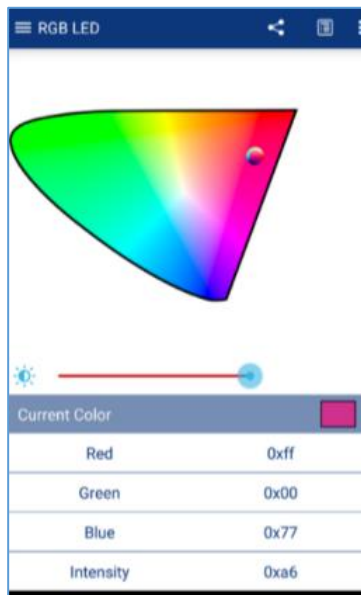 RGB LED
Current Color
Red 0xff
Green 0x00
Blue 0x77
Intensity 0xa6